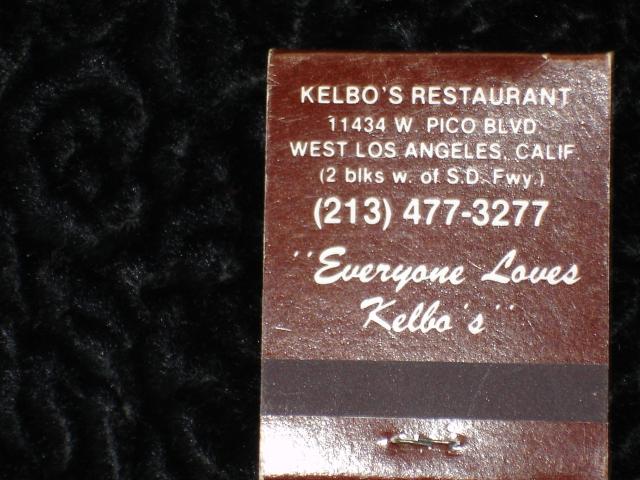 KELBO'S RESTAURANT
11434 W. PICO BLVD
WEST LOS ANGELES, CALIF
(2 blks w. of S.D. Fwy.)
(213) 477-3277
"Everyone Loves
Kelbo's"